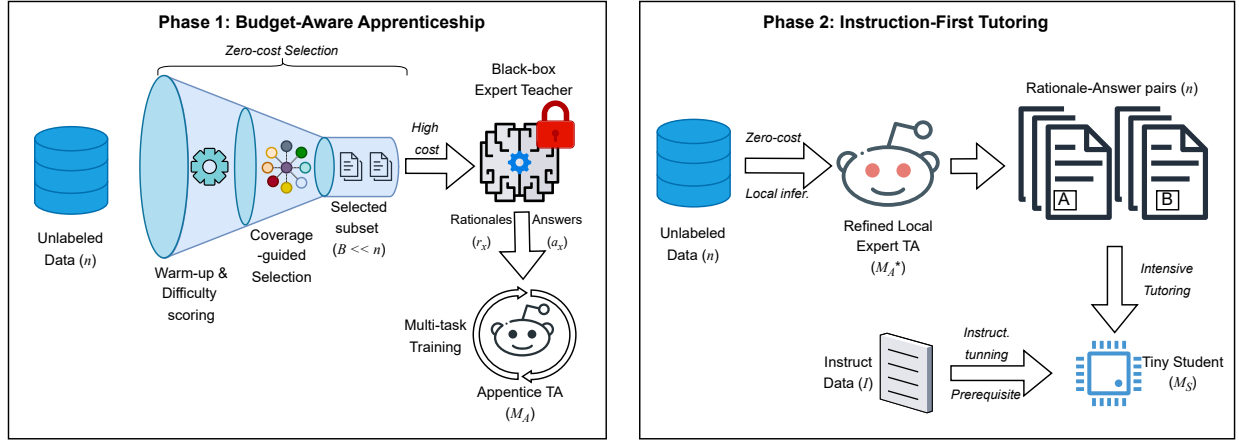 Phase 1: Budget-Aware Apprenticeship
Zero-cost Selection
Unlabeled
Data (n)
Warm-up &
Difficulty
scoring
Coverage
-guided
Selection
Selected
subset
(B << n)
High
cost
Black-box
Expert Teacher
Rationales
(rₓ)
Answers
(aₓ)
Multi-task
Training
Appentice TA
(M_A)
Phase 2: Instruction-First Tutoring
Unlabeled
Data (n)
Zero-cost
Local infer.
Refined Local
Expert TA
(M_A*)
Rationale-Answer pairs (n)
A
B
Intensive
Tutoring
Instruct
Data (I)
Instruct.
tunning
Prerequisite
Tiny Student
(M_S)